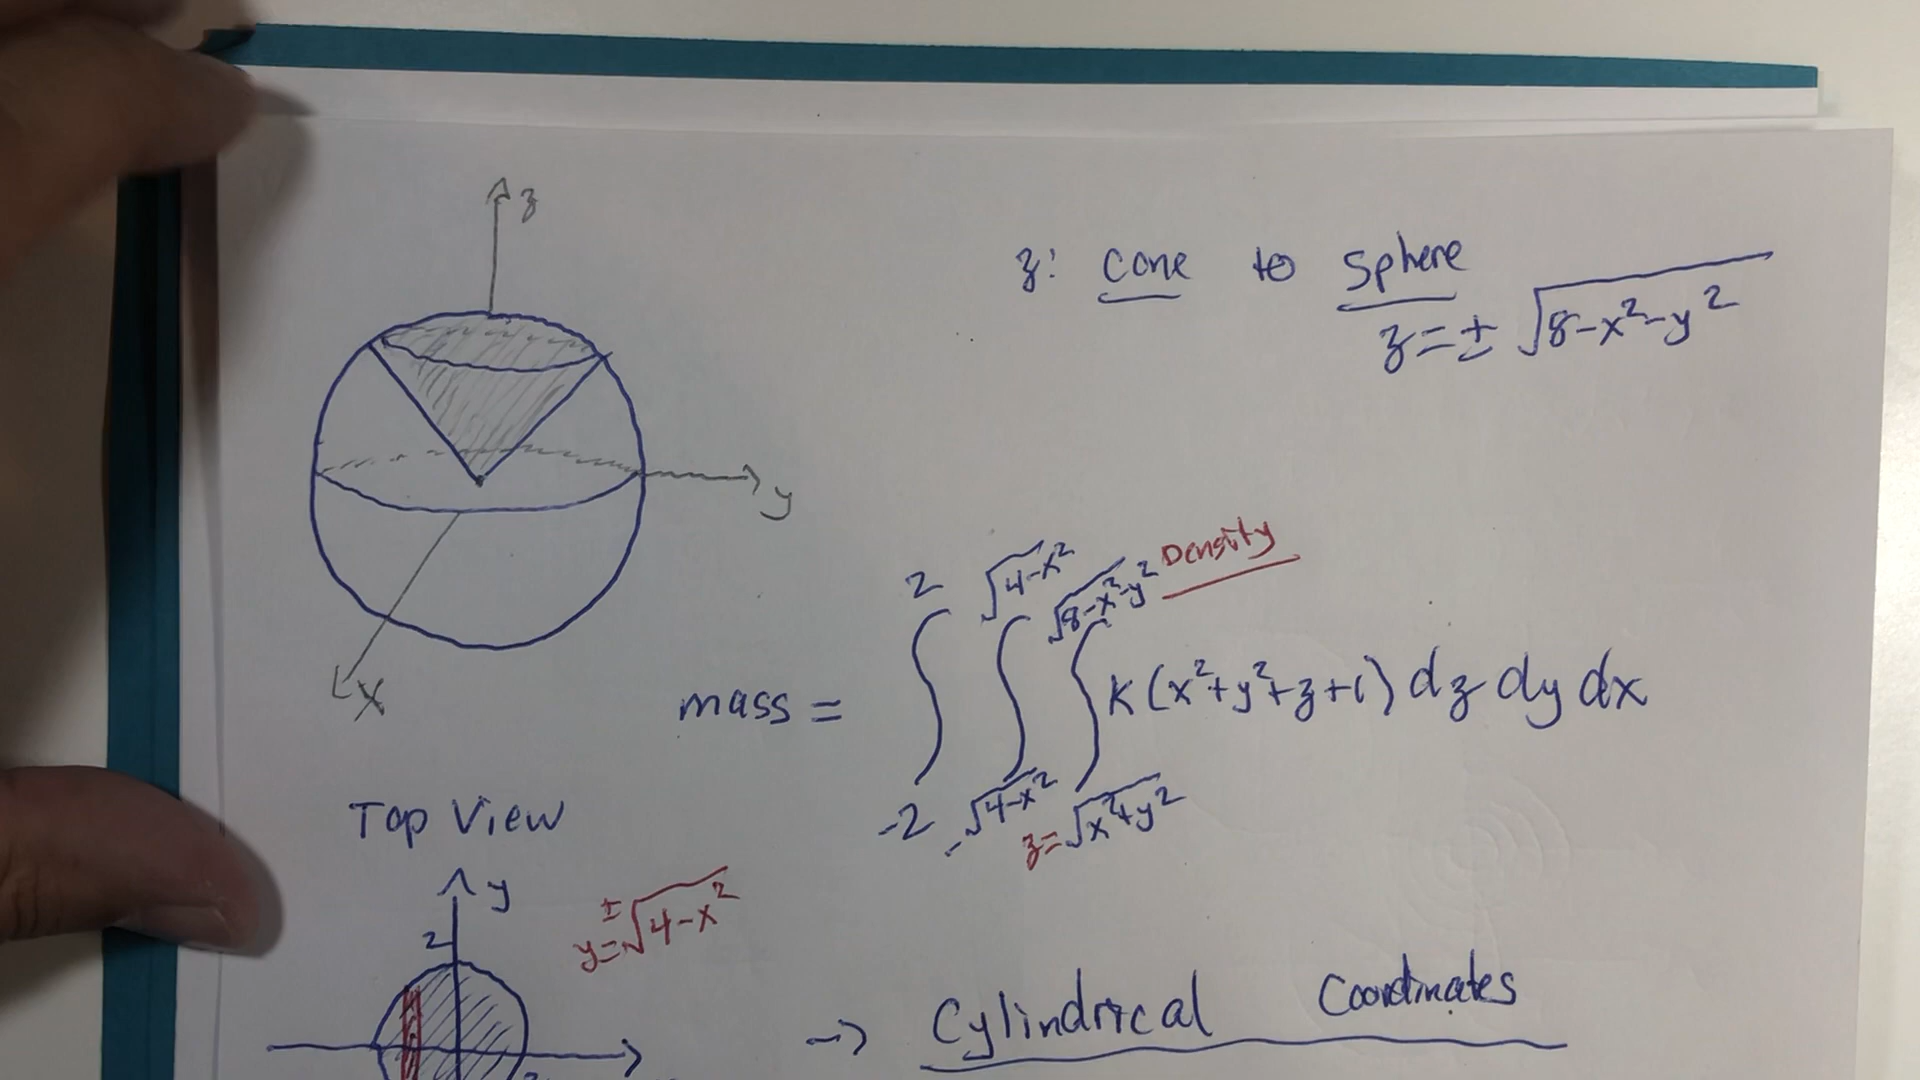 z
z: cone to sphere
z=± √(8-x²-y²)
y
x
Density
mass = ∫_{-2}^{2} ∫_{-√(4-x²)}^{√(4-x²)} ∫_{z=√(x²+y²)}^{√(8-x²-y²)} K(x²+y²+z+1) dz dy dx
Top View
y
2
y=±√(4-x²)
→ Cylindrical Coordinates